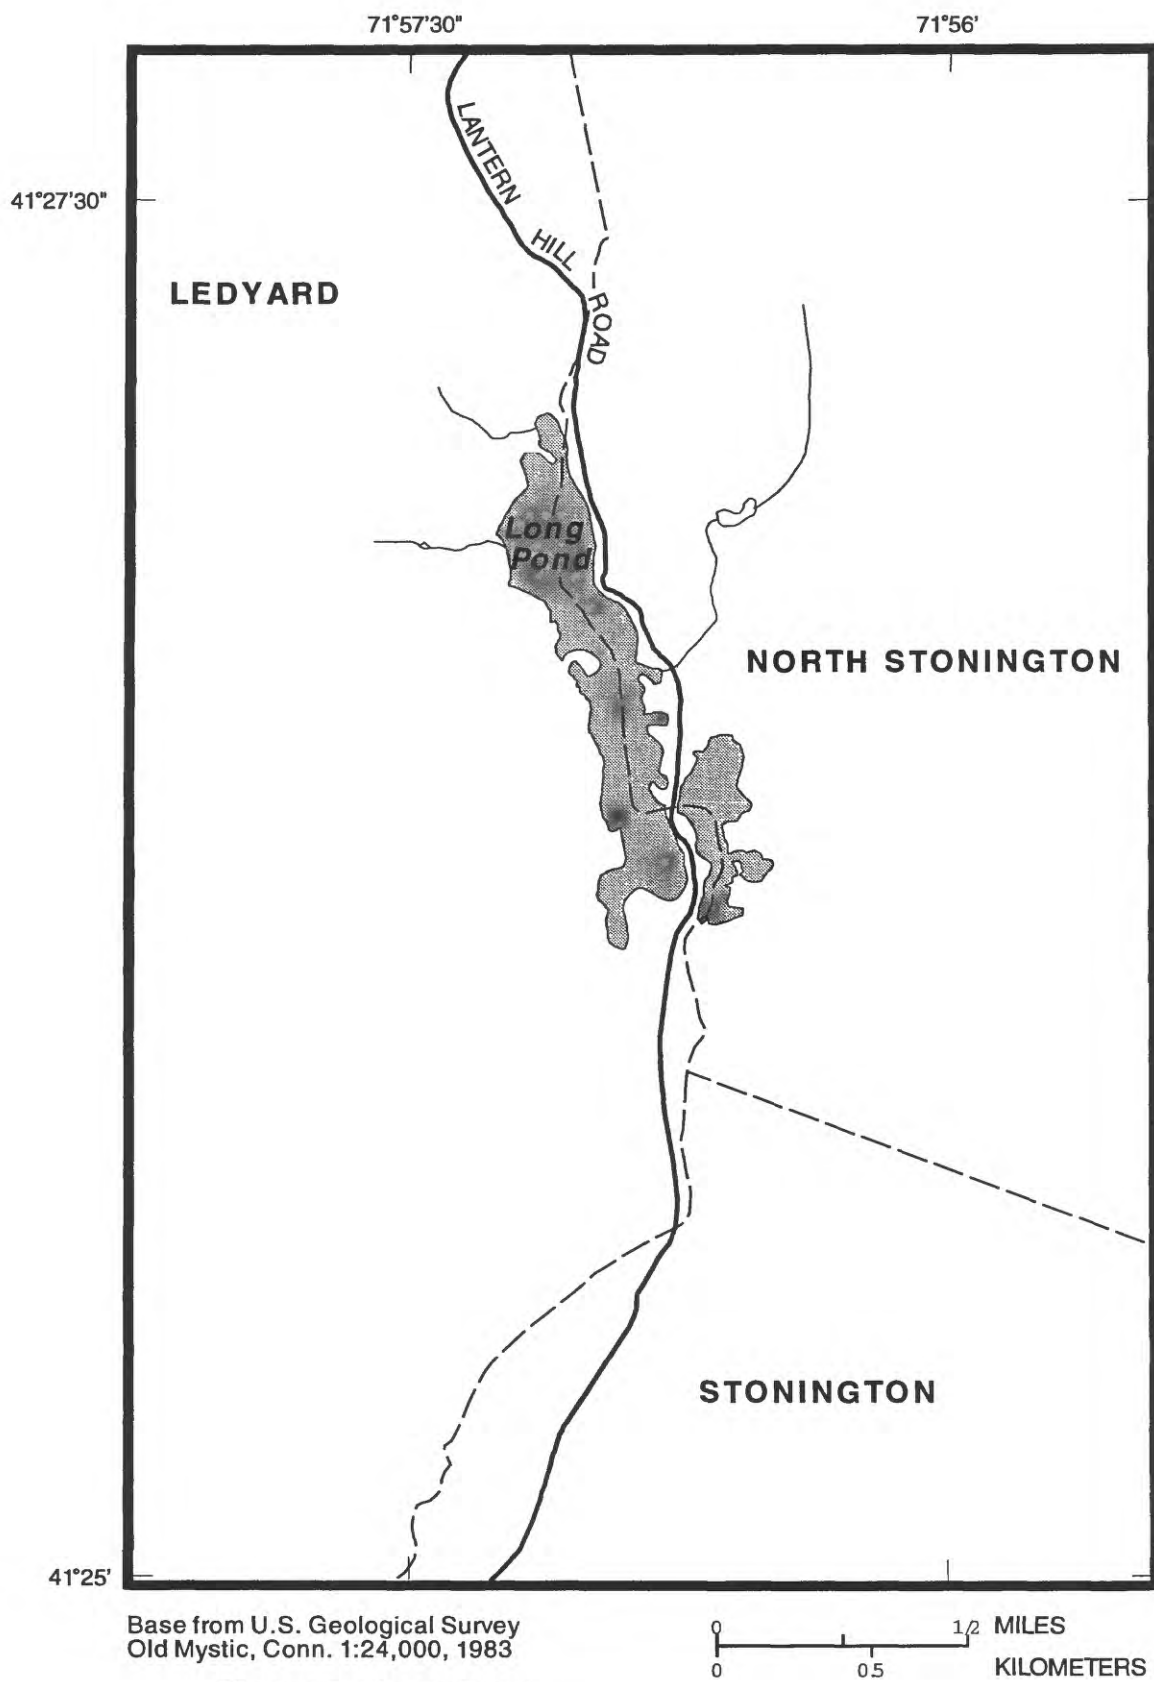 71°57'30" 71°56'
41°27'30"
LANTERN
HILL
ROAD
LEDYARD
Long
Pond
NORTH STONINGTON
STONINGTON
41°25'
Base from U.S. Geological Survey
Old Mystic, Conn. 1:24,000, 1983
0 1/2 MILES
0 0.5 KILOMETERS